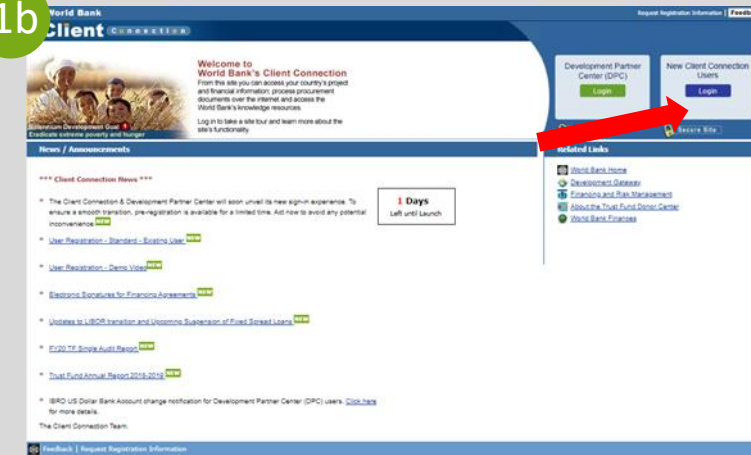 1b
World Bank
Client Connection
Request Registration Information | Feedb
Welcome to
World Bank's Client Connection
From this site you can access your country's project
and financial information; process procurement
documents over the internet and access the
World Bank's knowledge resources.
Log in to take a site tour and learn more about the
site's functionality.
Millennium Development Goal 1
Eradicate extreme poverty and hunger
Development Partner
Center (DPC)
Login
New Client Connection
Users
Login
Secure Site
News / Announcements
Related Links
*** Client Connection News ***
World Bank Home
Development Gateway
Financing and Risk Management
About the Trust Fund Donor Center
World Bank Finances
* The Client Connection & Development Partner Center will soon unveil its new sign-in experience. To
ensure a smooth transition, pre-registration is available for a limited time. Act now to avoid any potential
inconvenience. NEW
1 Days
Left until Launch
* User Registration - Standard - Existing User NEW
* User Registration - Demo Video NEW
* Electronic Signatures for Financing Agreements NEW
* Updates to LIBOR transition and Upcoming Suspension of Fixed Spread Loans NEW
* FY20 TF Single Audit Report NEW
* Trust Fund Annual Report 2018-2019 NEW
* IBRD US Dollar Bank Account change notification for Development Partner Center (DPC) users. Click here
for more details.
The Client Connection Team.
Feedback | Request Registration Information